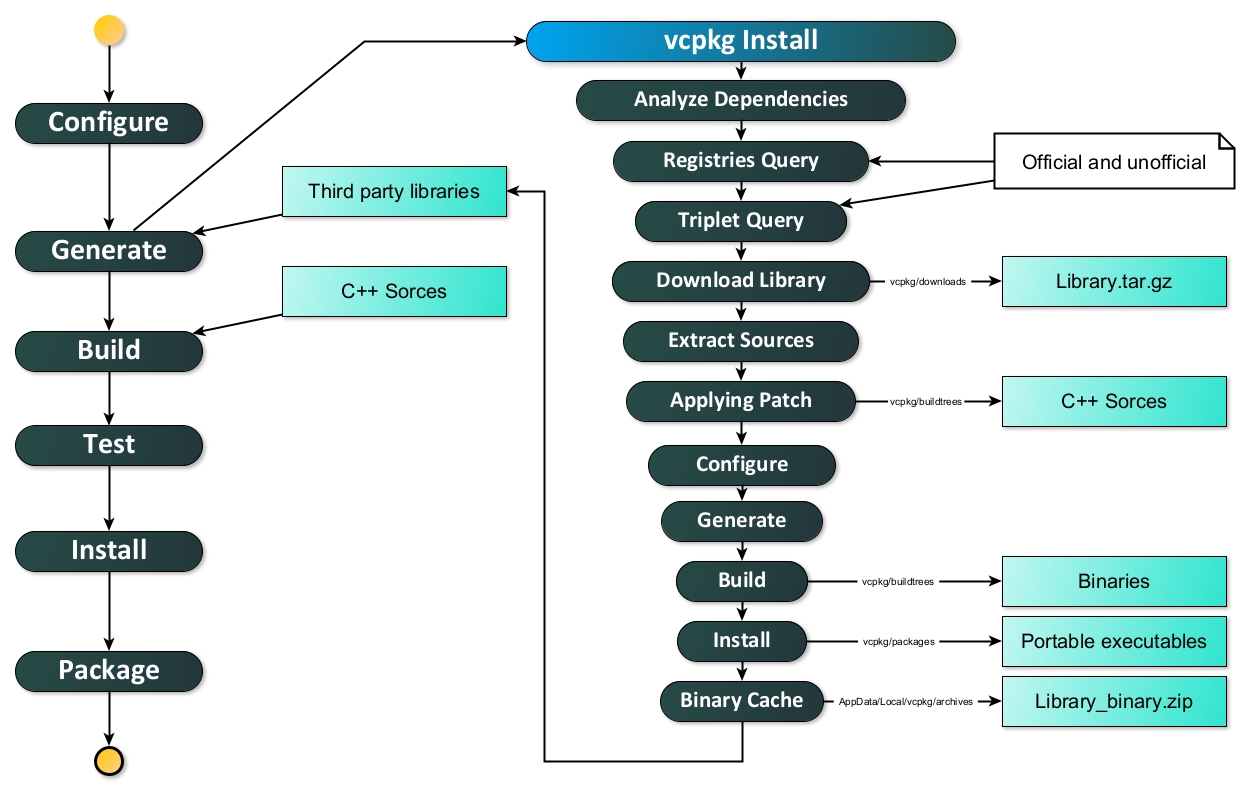 Configure
Generate
Third party libraries
C++ Sorces
Build
Test
Install
Package
vcpkg Install
Analyze Dependencies
Registries Query
Official and unofficial
Triplet Query
Download Library
vcpkg/downloads
Library.tar.gz
Extract Sources
Applying Patch
vcpkg/buildtrees
C++ Sorces
Configure
Generate
Build
vcpkg/buildtrees
Binaries
Install
vcpkg/packages
Portable executables
Binary Cache
AppData/Local/vcpkg/archives
Library_binary.zip